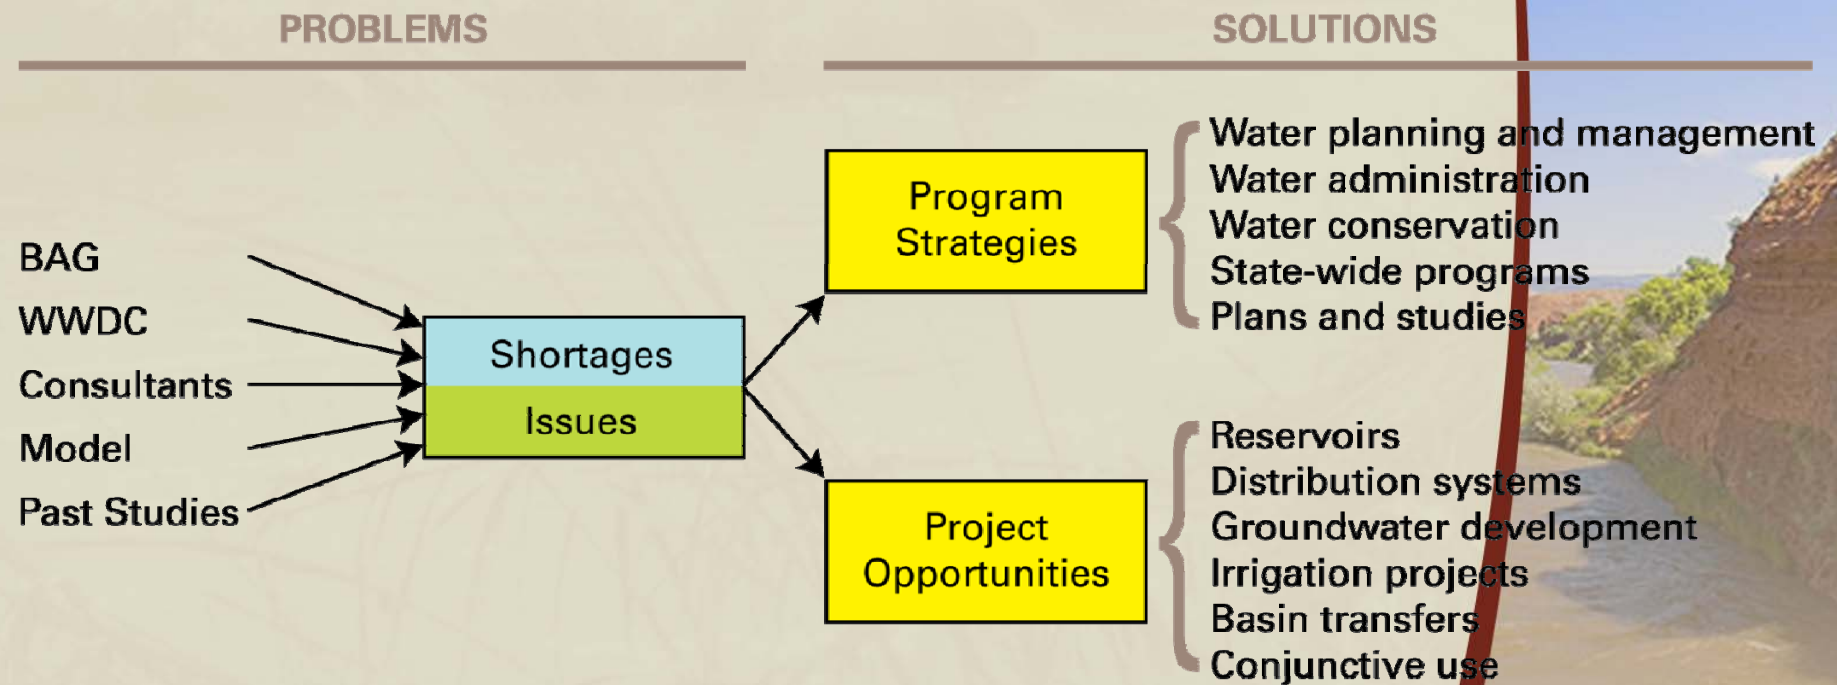 PROBLEMS
SOLUTIONS
BAG
WWDC
Consultants
Model
Past Studies
Shortages
Issues
Program
Strategies
Water planning and management
Water administration
Water conservation
State-wide programs
Plans and studies
Project
Opportunities
Reservoirs
Distribution systems
Groundwater development
Irrigation projects
Basin transfers
Conjunctive use